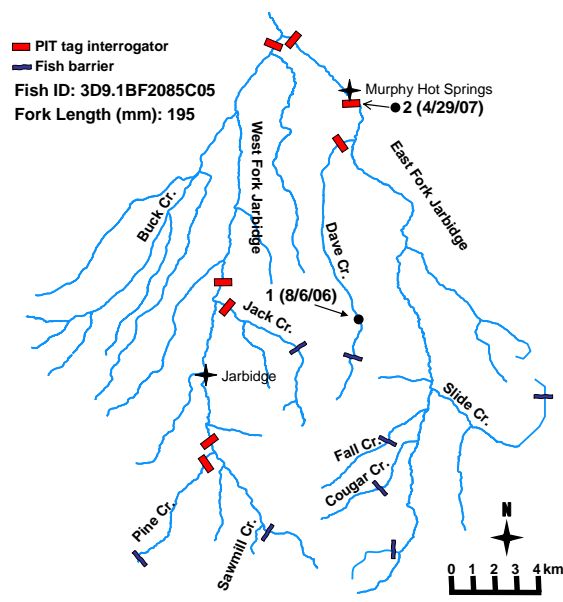 PIT tag interrogator
Fish barrier
Fish ID: 3D9.1BF2085C05
Fork Length (mm): 195
Murphy Hot Springs
2 (4/29/07)
West Fork Jarbidge
East Fork Jarbidge
Buck Cr.
Dave Cr.
1 (8/6/06)
Jack Cr.
Jarbidge
Slide Cr.
Fall Cr.
Cougar Cr.
Pine Cr.
Sawmill Cr.
N
0 1 2 3 4 km